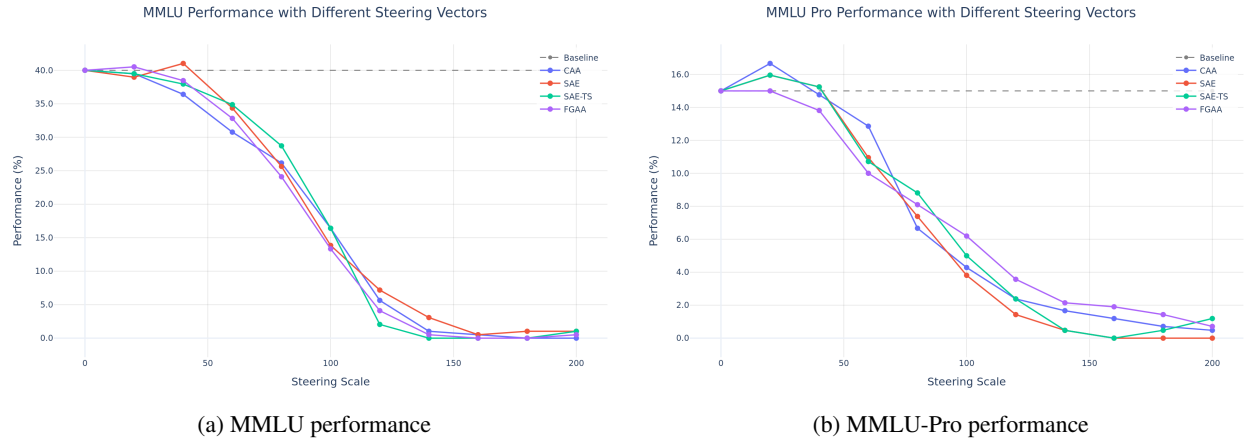 MMLU Performance with Different Steering Vectors
Baseline
CAA
SAE
SAE-TS
FGAA
40.0
35.0
30.0
25.0
20.0
15.0
10.0
5.0
0.0
Performance (%)
0
50
100
150
200
Steering Scale
(a) MMLU performance
MMLU Pro Performance with Different Steering Vectors
Baseline
CAA
SAE
SAE-TS
FGAA
16.0
14.0
12.0
10.0
8.0
6.0
4.0
2.0
0.0
Performance (%)
0
50
100
150
200
Steering Scale
(b) MMLU-Pro performance